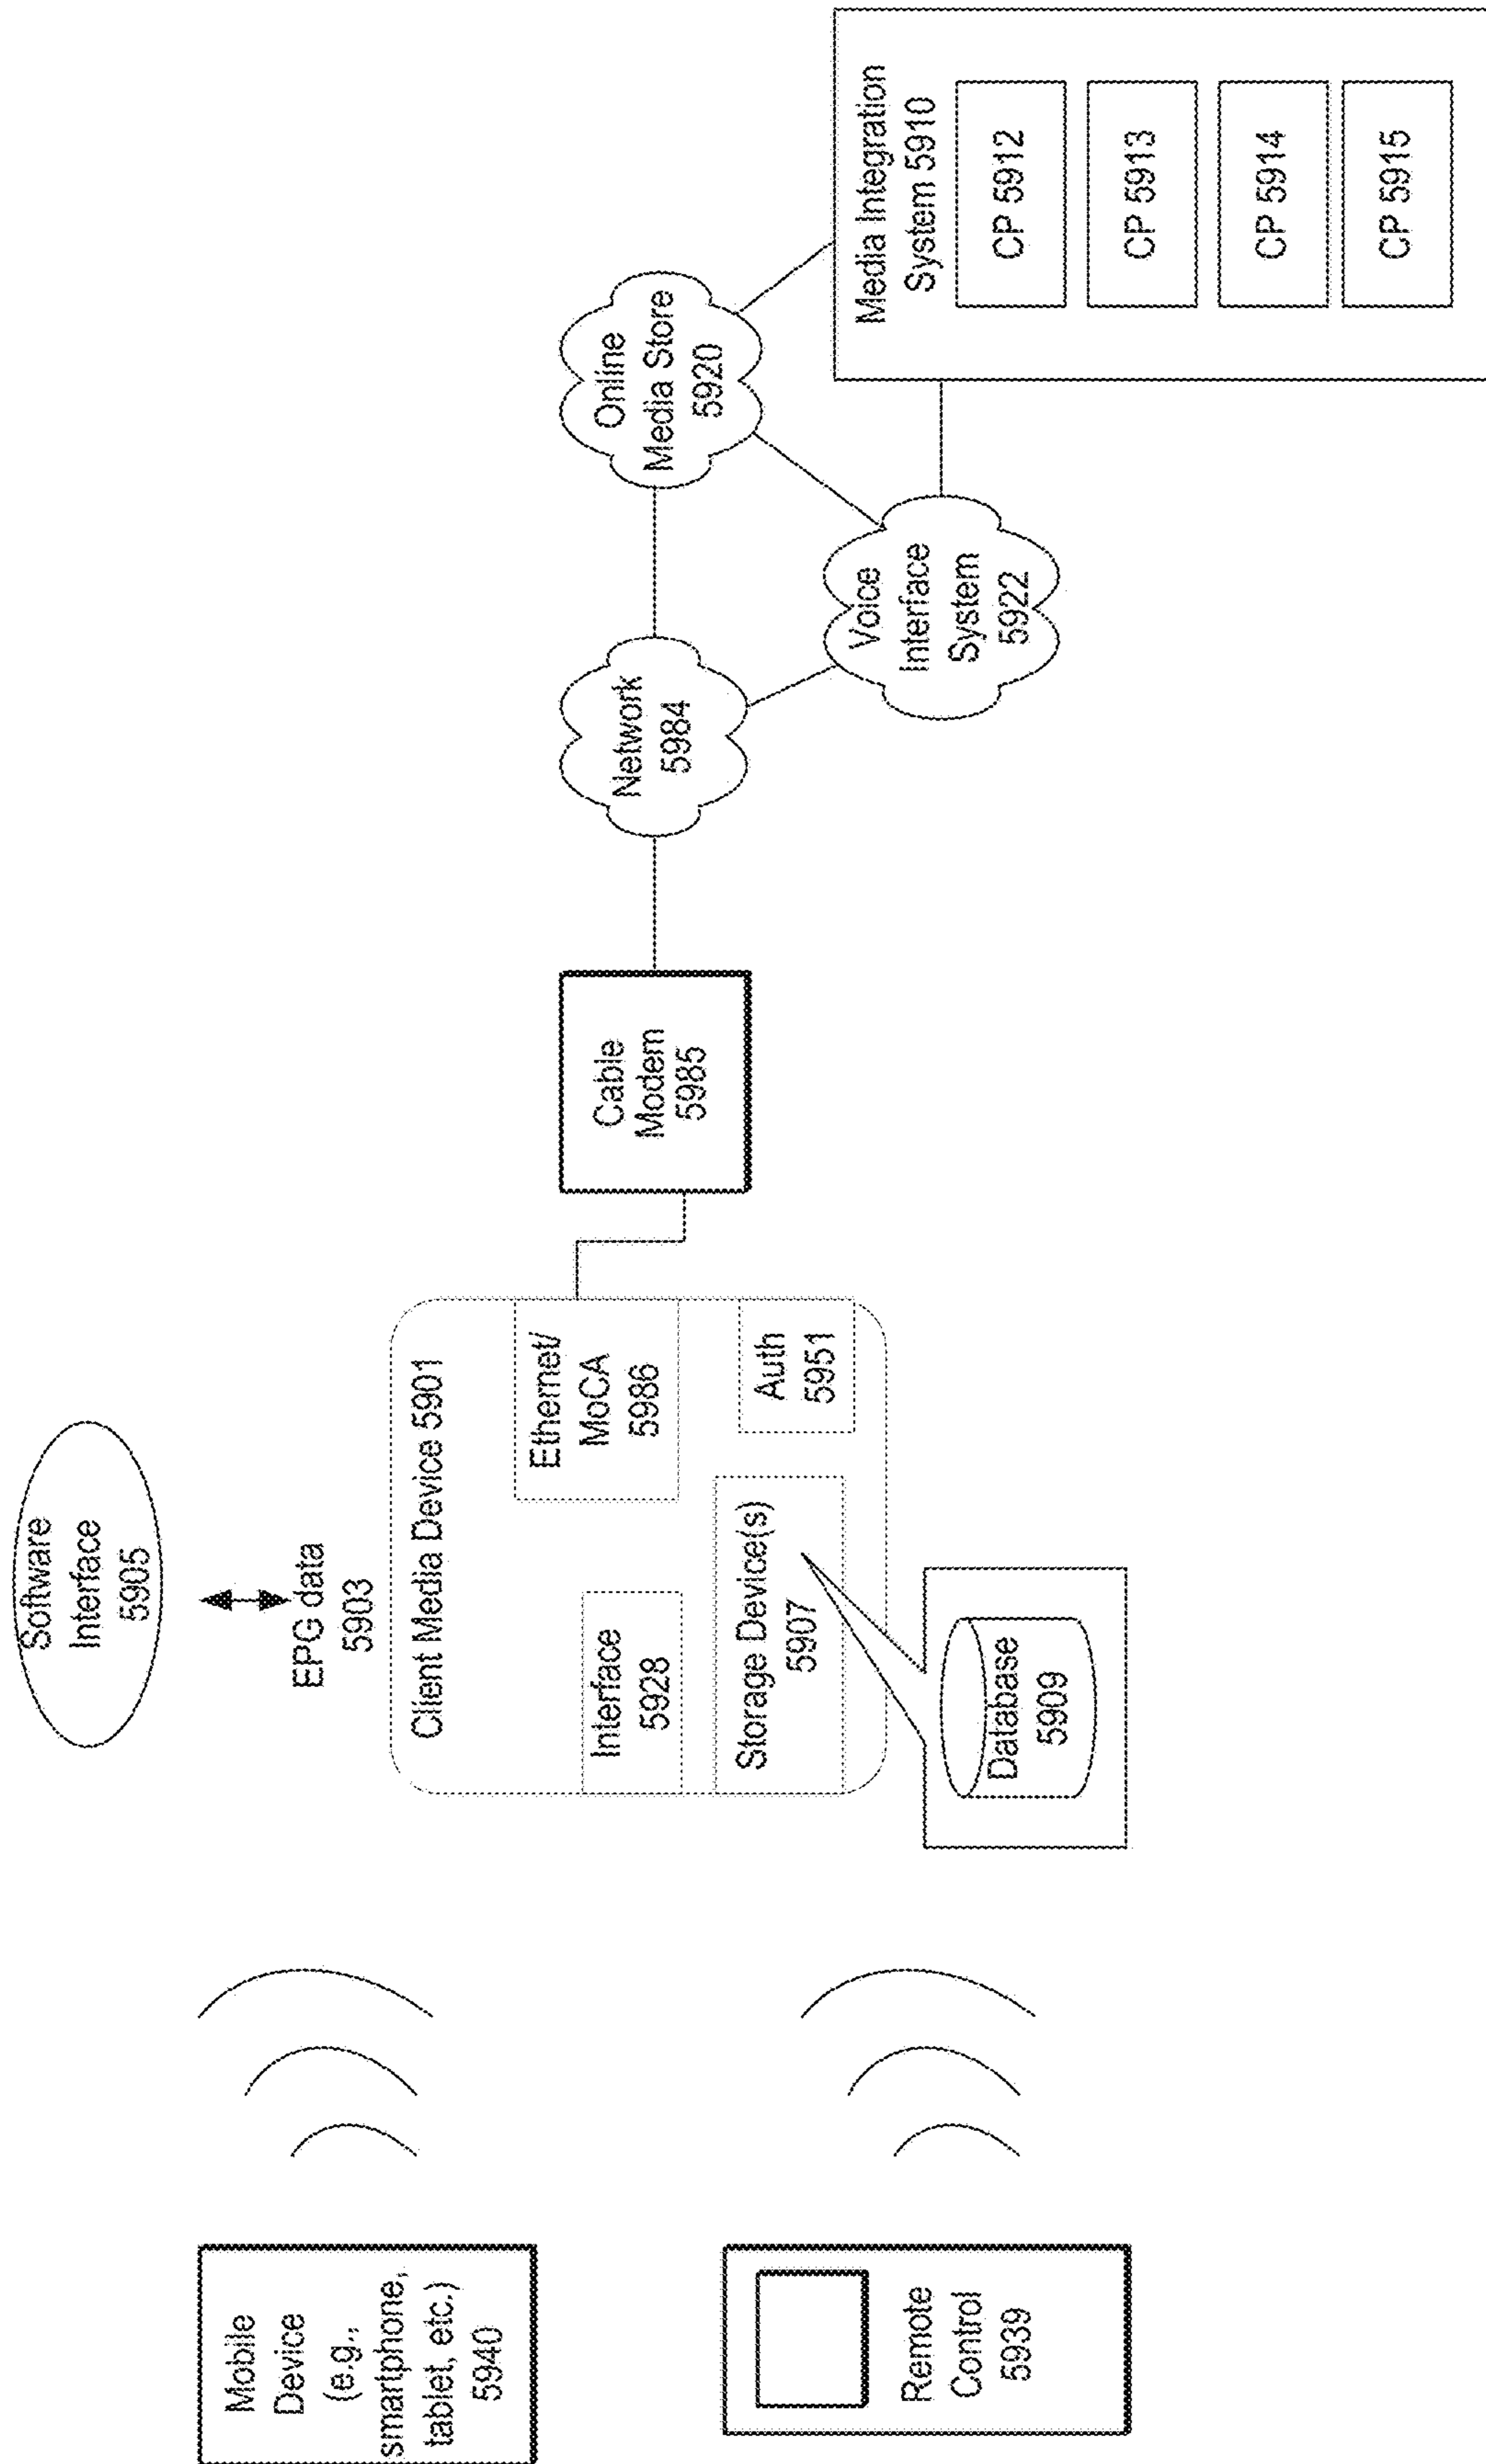 Software
Interface
5905
EPG data
5903
Mobile
Device
(e.g.,
smartphone,
tablet, etc.)
5940
Remote
Control
5939
Client Media Device 5901
Interface
5928
Ethernet/
MoCA
5986
Storage Device(s)
5907
Auth
5951
Database
5909
Cable
Modem
5985
Network
5984
Online
Media Store
5920
Voice
Interface
System
5922
Media Integration
System 5910
CP 5912
CP 5913
CP 5914
CP 5915